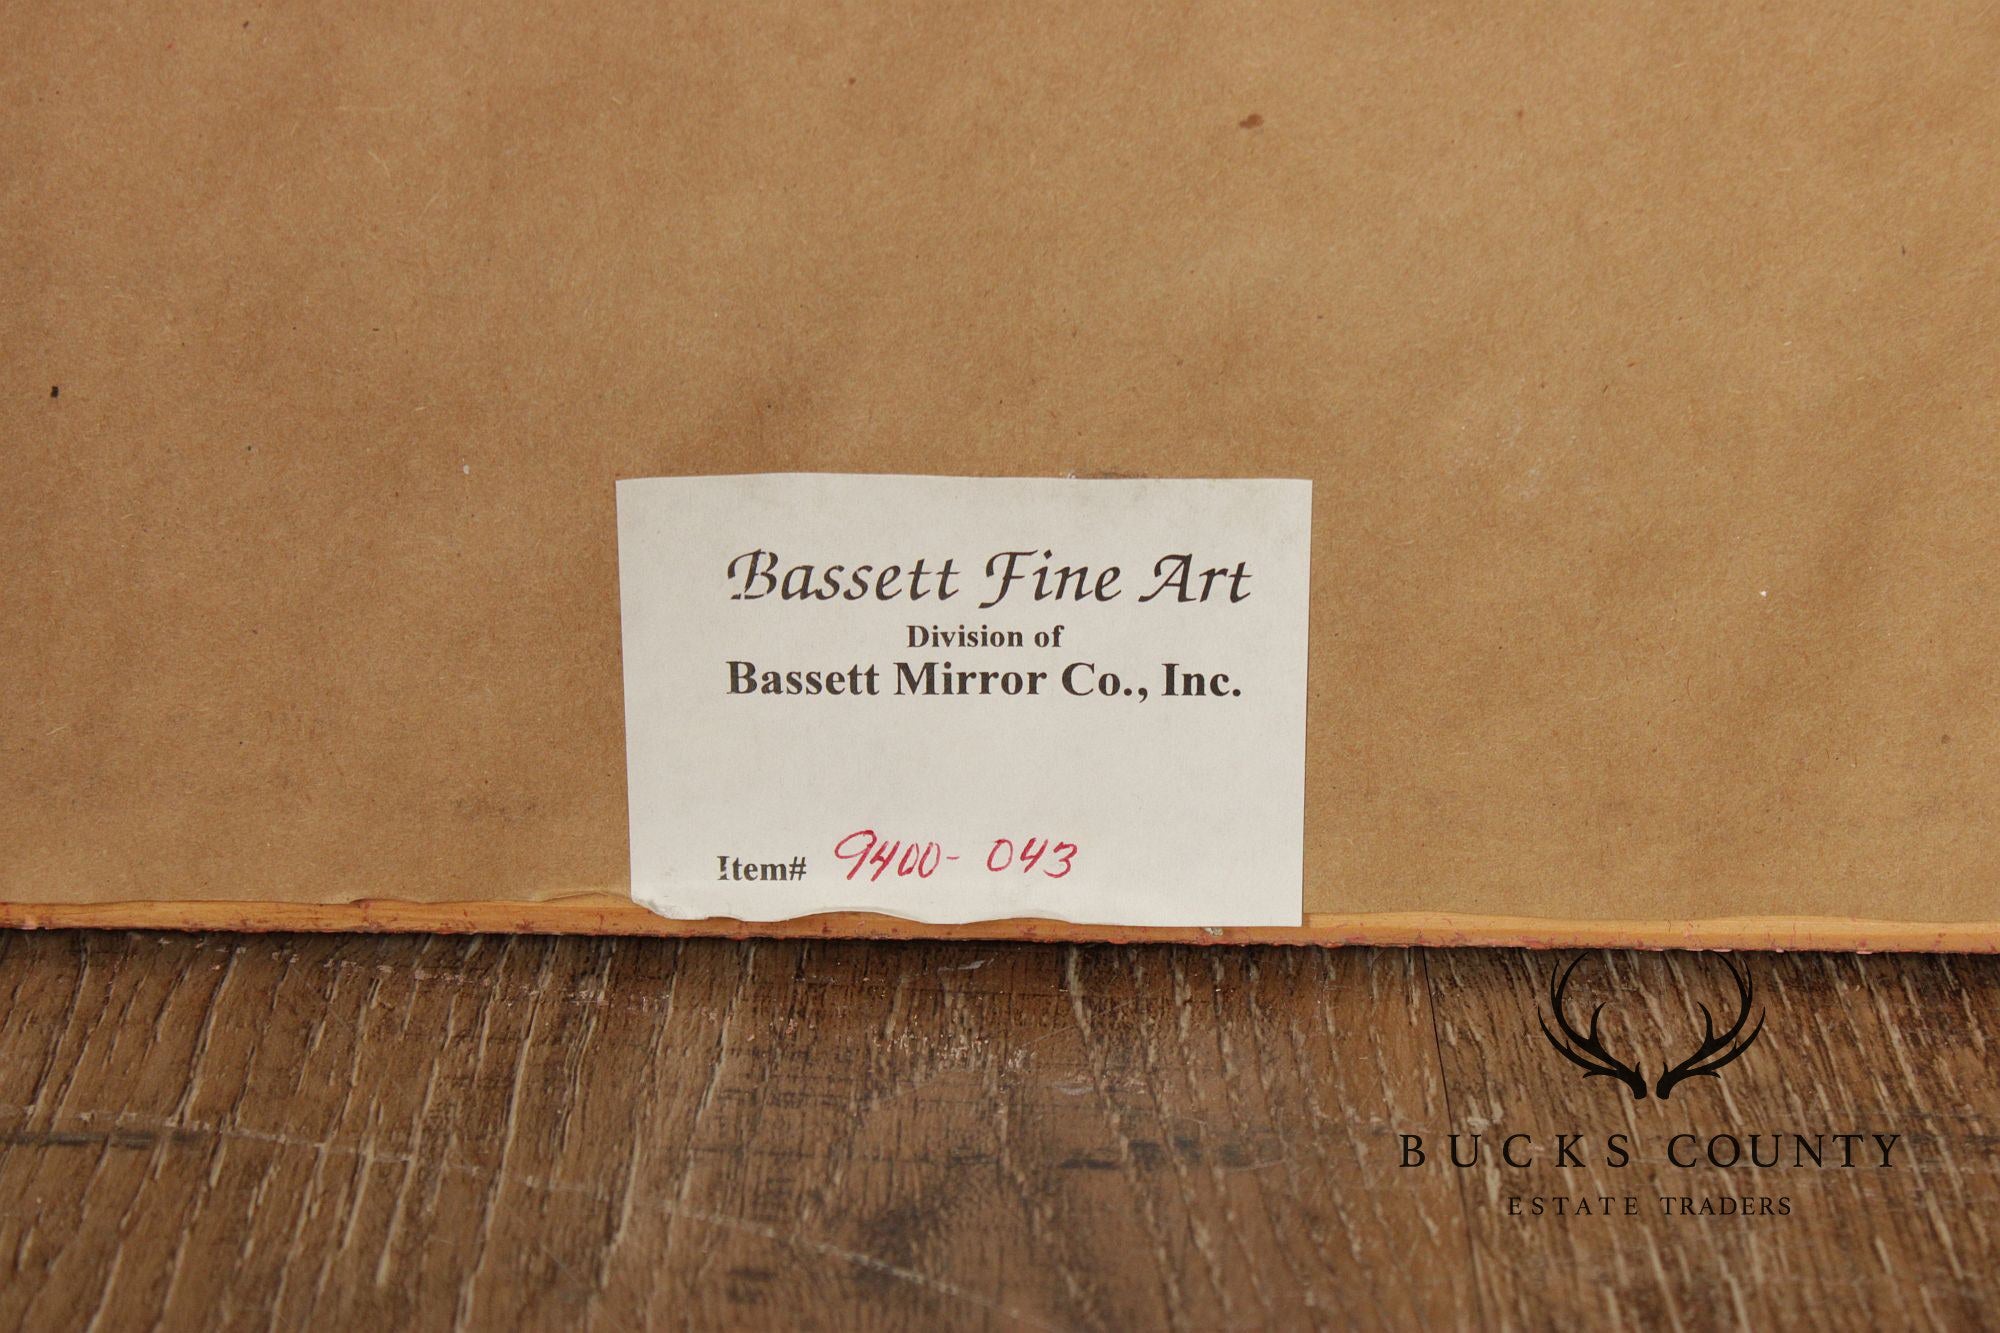 Bassett Fine Art
Division of
Bassett Mirror Co., Inc.
Item# 9400-043
BUCKS COUNTY
ESTATE TRADERS